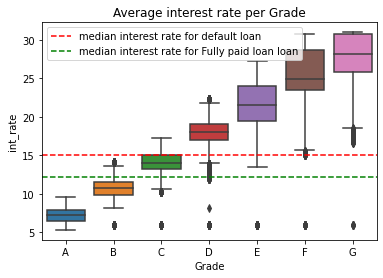 Average interest rate per Grade
median interest rate for default loan
median interest rate for Fully paid loan loan
int_rate
30
25
20
15
10
5
A B C D E F G
Grade